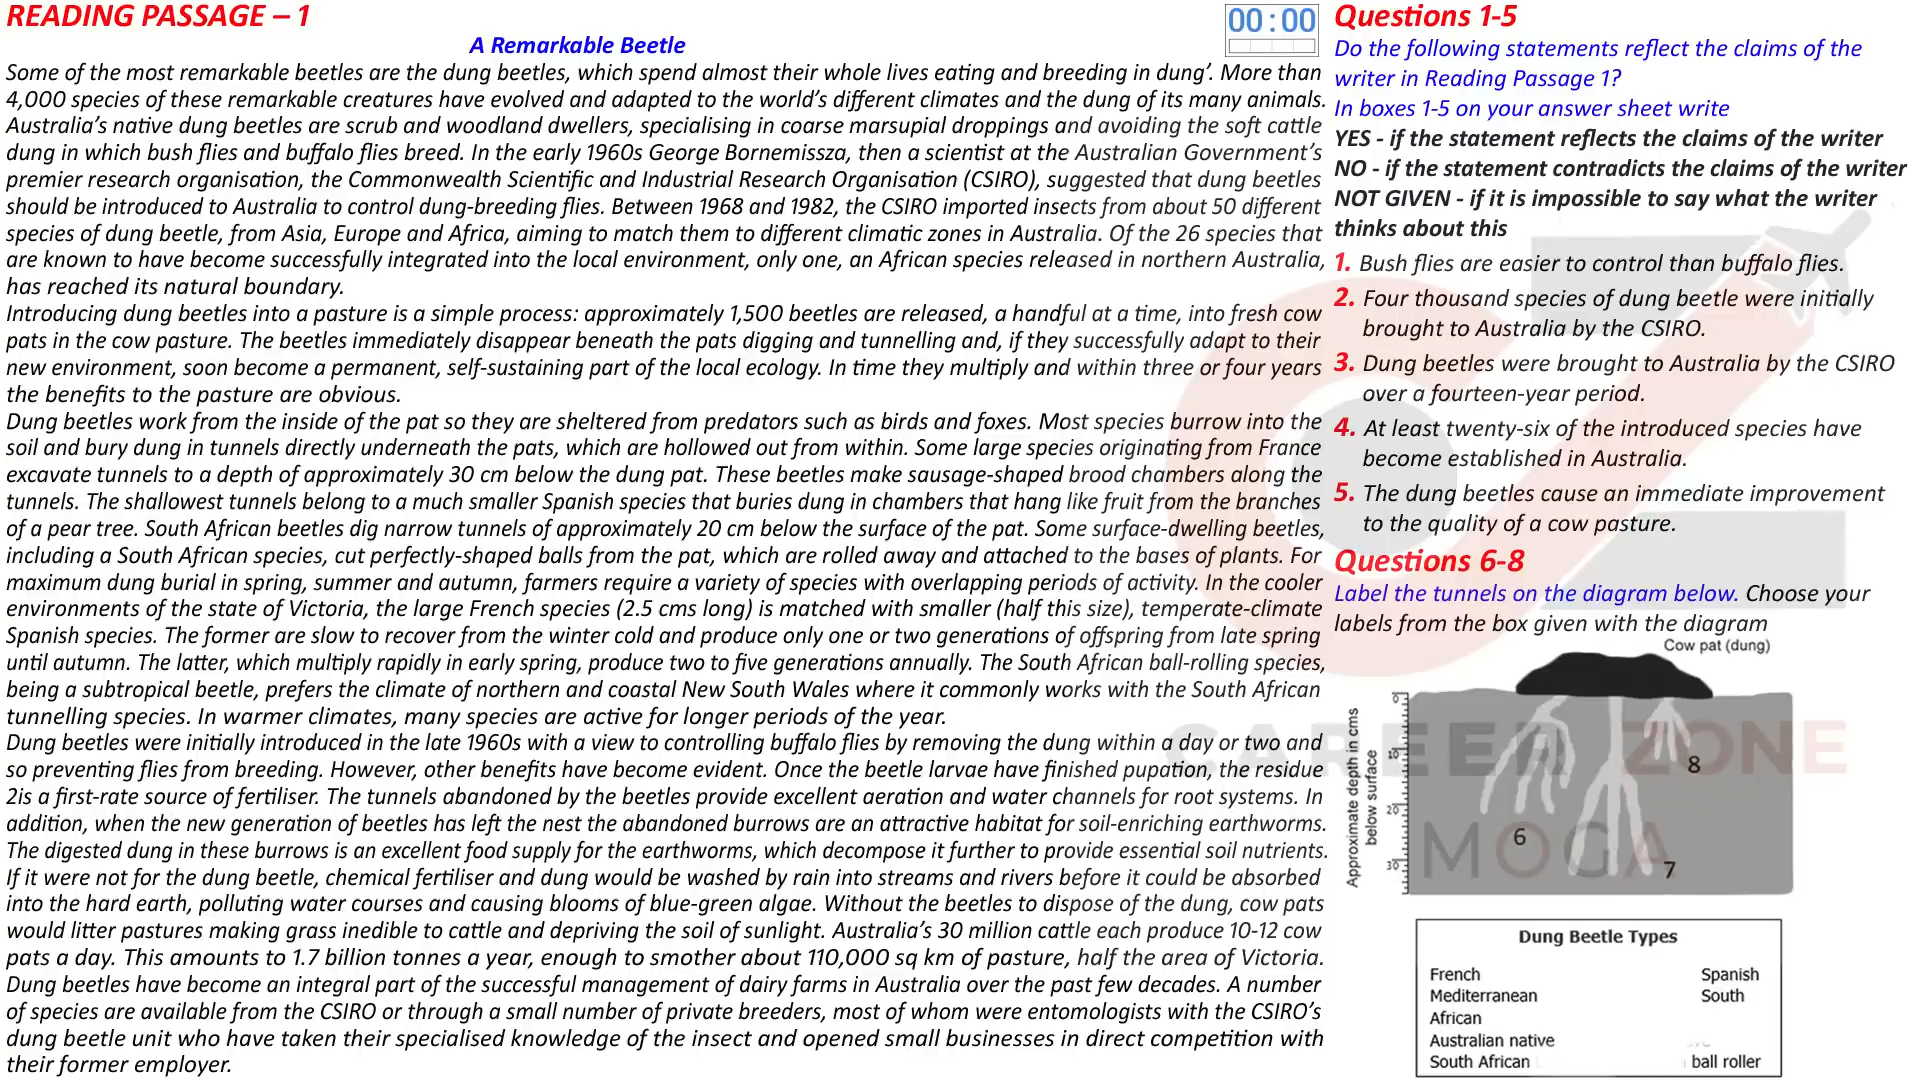 READING PASSAGE – 1
A Remarkable Beetle
00:00
Some of the most remarkable beetles are the dung beetles, which spend almost their whole lives eating and breeding in dung’. More than
4,000 species of these remarkable creatures have evolved and adapted to the world’s different climates and the dung of its many animals.
Australia’s native dung beetles are scrub and woodland dwellers, specialising in coarse marsupial droppings and avoiding the soft cattle
dung in which bush flies and buffalo flies breed. In the early 1960s George Bornemissza, then a scientist at the Australian Government’s
premier research organisation, the Commonwealth Scientific and Industrial Research Organisation (CSIRO), suggested that dung beetles
should be introduced to Australia to control dung-breeding flies. Between 1968 and 1982, the CSIRO imported insects from about 50 different
species of dung beetle, from Asia, Europe and Africa, aiming to match them to different climatic zones in Australia. Of the 26 species that
are known to have become successfully integrated into the local environment, only one, an African species released in northern Australia,
has reached its natural boundary.
Introducing dung beetles into a pasture is a simple process: approximately 1,500 beetles are released, a handful at a time, into fresh cow
pats in the cow pasture. The beetles immediately disappear beneath the pats digging and tunnelling and, if they successfully adapt to their
new environment, soon become a permanent, self-sustaining part of the local ecology. In time they multiply and within three or four years
the benefits to the pasture are obvious.
Dung beetles work from the inside of the pat so they are sheltered from predators such as birds and foxes. Most species burrow into the
soil and bury dung in tunnels directly underneath the pats, which are hollowed out from within. Some large species originating from France
excavate tunnels to a depth of approximately 30 cm below the dung pat. These beetles make sausage-shaped brood chambers along the
tunnels. The shallowest tunnels belong to a much smaller Spanish species that buries dung in chambers that hang like fruit from the branches
of a pear tree. South African beetles dig narrow tunnels of approximately 20 cm below the surface of the pat. Some surface-dwelling beetles,
including a South African species, cut perfectly-shaped balls from the pat, which are rolled away and attached to the bases of plants. For
maximum dung burial in spring, summer and autumn, farmers require a variety of species with overlapping periods of activity. In the cooler
environments of the state of Victoria, the large French species (2.5 cms long) is matched with smaller (half this size), temperate-climate
Spanish species. The former are slow to recover from the winter cold and produce only one or two generations of offspring from late spring
until autumn. The latter, which multiply rapidly in early spring, produce two to five generations annually. The South African ball-rolling species,
being a subtropical beetle, prefers the climate of northern and coastal New South Wales where it commonly works with the South African
tunnelling species. In warmer climates, many species are active for longer periods of the year.
Dung beetles were initially introduced in the late 1960s with a view to controlling buffalo flies by removing the dung within a day or two and
so preventing flies from breeding. However, other benefits have become evident. Once the beetle larvae have finished pupation, the residue
2is a first-rate source of fertiliser. The tunnels abandoned by the beetles provide excellent aeration and water channels for root systems. In
addition, when the new generation of beetles has left the nest the abandoned burrows are an attractive habitat for soil-enriching earthworms.
The digested dung in these burrows is an excellent food supply for the earthworms, which decompose it further to provide essential soil nutrients.
If it were not for the dung beetle, chemical fertiliser and dung would be washed by rain into streams and rivers before it could be absorbed
into the hard earth, polluting water courses and causing blooms of blue-green algae. Without the beetles to dispose of the dung, cow pats
would litter pastures making grass inedible to cattle and depriving the soil of sunlight. Australia’s 30 million cattle each produce 10-12 cow
pats a day. This amounts to 1.7 billion tonnes a year, enough to smother about 110,000 sq km of pasture, half the area of Victoria.
Dung beetles have become an integral part of the successful management of dairy farms in Australia over the past few decades. A number
of species are available from the CSIRO or through a small number of private breeders, most of whom were entomologists with the CSIRO’s
dung beetle unit who have taken their specialised knowledge of the insect and opened small businesses in direct competition with
their former employer.
Questions 1-5
Do the following statements reflect the claims of the
writer in Reading Passage 1?
In boxes 1-5 on your answer sheet write
YES - if the statement reflects the claims of the writer
NO - if the statement contradicts the claims of the writer
NOT GIVEN - if it is impossible to say what the writer
thinks about this
1. Bush flies are easier to control than buffalo flies.
2. Four thousand species of dung beetle were initially
brought to Australia by the CSIRO.
3. Dung beetles were brought to Australia by the CSIRO
over a fourteen-year period.
4. At least twenty-six of the introduced species have
become established in Australia.
5. The dung beetles cause an immediate improvement
to the quality of a cow pasture.
Questions 6-8
Label the tunnels on the diagram below. Choose your
labels from the box given with the diagram
Cow pat (dung)
Approximate depth in cms
below surface
0
10
20
30
6
7
8
CAREER ZONE
MOGA
Dung Beetle Types
French Spanish
Mediterranean South
African
Australian native
South African ball roller